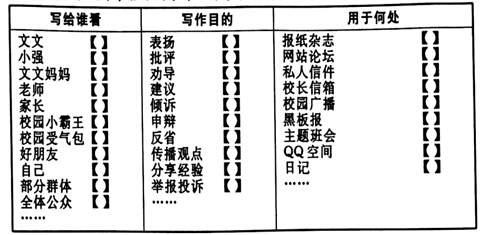 写给谁看 写作目的 用于何处
文文 【 】 表扬 【 】 报纸杂志 【 】
小强 【 】 批评 【 】 网站论坛 【 】
文文妈妈 【 】 劝导 【 】 私人信件 【 】
老师 【 】 建议 【 】 校长信箱 【 】
家长 【 】 倾诉 【 】 校园广播 【 】
校园小霸王 【 】 申辩 【 】 黑板报 【 】
校园受气包 【 】 反省 【 】 主题班会 【 】
好朋友 【 】 传播观点 【 】 QQ空间 【 】
自己 【 】 分享经验 【 】 日记 【 】
部分群体 【 】 举报投诉 【 】 ……
全体公众 【 】 ……
……